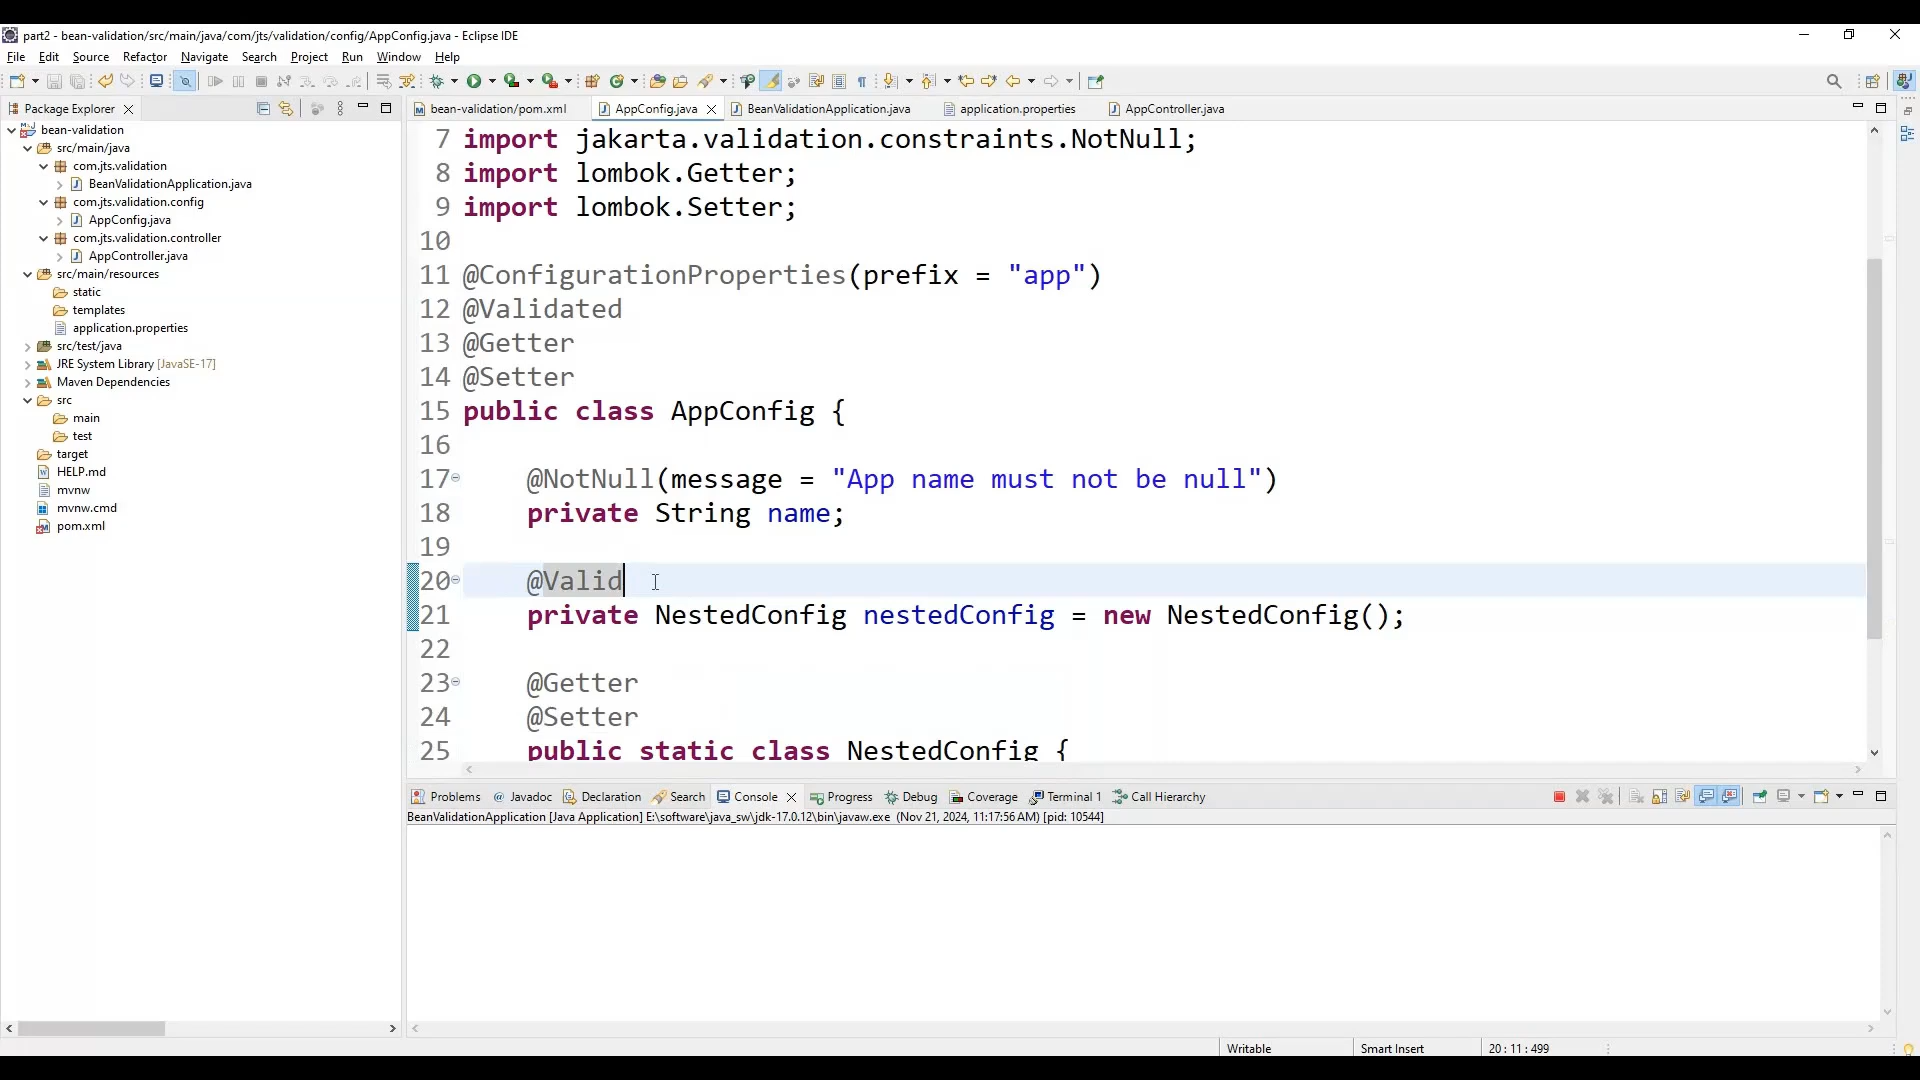 part2 - bean-validation/src/main/java/com/jts/validation/config/AppConfig.java - Eclipse IDE
File Edit Source Refactor Navigate Search Project Run Window Help
Package Explorer
bean-validation
src/main/java
com.jts.validation
BeanValidationApplication.java
com.jts.validation.config
AppConfig.java
com.jts.validation.controller
AppController.java
src/main/resources
static
templates
application.properties
src/test/java
JRE System Library [JavaSE-17]
Maven Dependencies
src
main
test
target
HELP.md
mvnw
mvnw.cmd
pom.xml
bean-validation/pom.xml AppConfig.java BeanValidationApplication.java application.properties AppController.java
7 import jakarta.validation.constraints.NotNull;
8 import lombok.Getter;
9 import lombok.Setter;
10
11 @ConfigurationProperties(prefix = "app")
12 @Validated
13 @Getter
14 @Setter
15 public class AppConfig {
16
17 @NotNull(message = "App name must not be null")
18 private String name;
19
20 @Valid
21 private NestedConfig nestedConfig = new NestedConfig();
22
23 @Getter
24 @Setter
25 public static class NestedConfig {
Problems Javadoc Declaration Search Console Progress Debug Coverage Terminal 1 Call Hierarchy
BeanValidationApplication [Java Application] E:\software\java_sw\jdk-17.0.12\bin\javaw.exe (Nov 21, 2024, 11:17:56 AM) [pid: 10544]
Writable Smart Insert 20 : 11 : 499